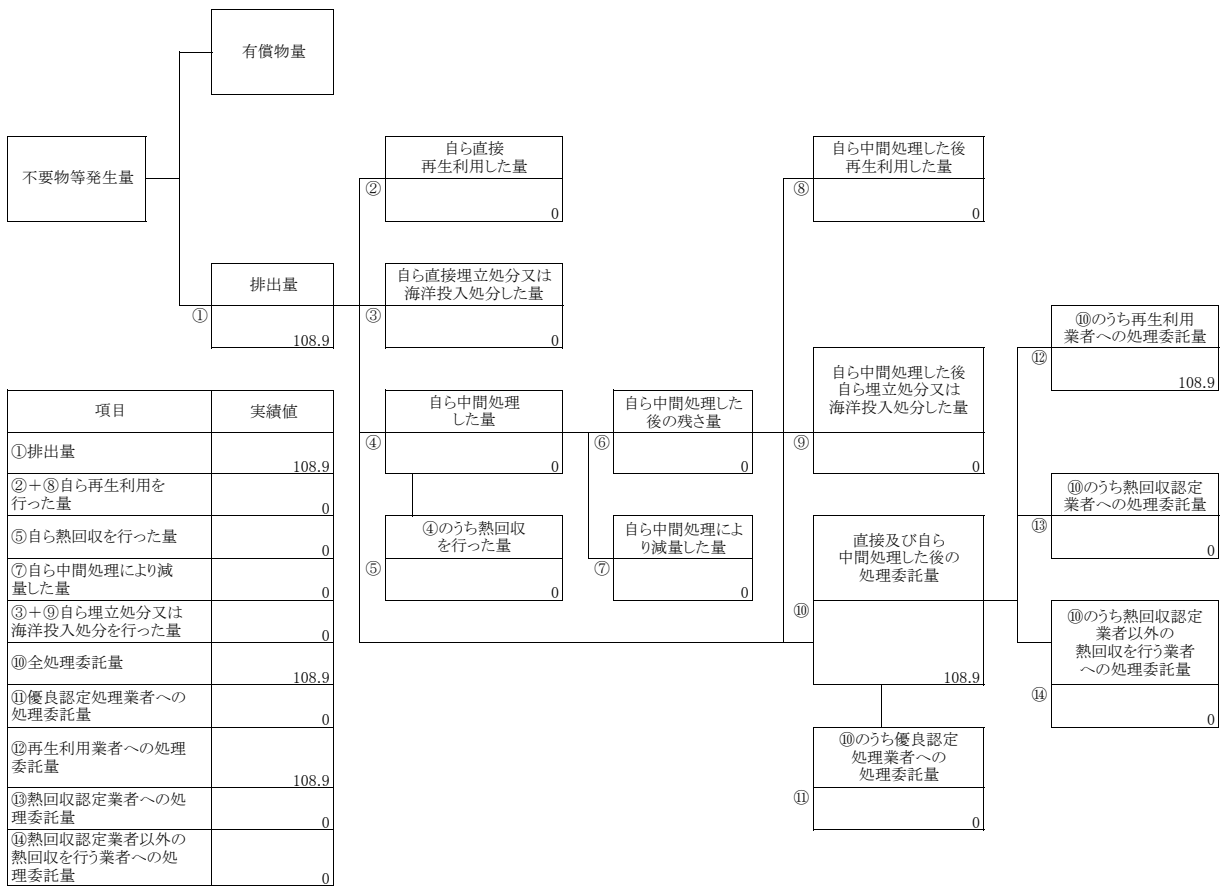 有償物量
不要物等発生量
排出量
①
108.9
自ら直接
再生利用した量
②
0
自ら直接埋立処分又は
海洋投入処分した量
③
0
自ら中間処理
した量
④
0
④のうち熱回収
を行った量
⑤
0
自ら中間処理した
後の残さ量
⑥
0
自ら中間処理によ
り減量した量
⑦
0
自ら中間処理した後
再生利用した量
⑧
0
自ら中間処理した後
自ら埋立処分又は
海洋投入処分した量
⑨
0
直接及び自ら
中間処理した後の
処理委託量
⑩
108.9
⑩のうち優良認定
処理業者への
処理委託量
⑪
0
⑩のうち再生利用
業者への処理委託量
⑫
108.9
⑩のうち熱回収認定
業者への処理委託量
⑬
0
⑩のうち熱回収認定
業者以外の
熱回収を行う業者
への処理委託量
⑭
0
項目 実績値
①排出量
108.9
②＋⑧自ら再生利用を
行った量
0
⑤自ら熱回収を行った量
0
⑦自ら中間処理により減
量した量
0
③＋⑨自ら埋立処分又は
海洋投入処分を行った量
0
⑩全処理委託量
108.9
⑪優良認定処理業者への
処理委託量
0
⑫再生利用業者への処理
委託量
108.9
⑬熱回収認定業者への処
理委託量
0
⑭熱回収認定業者以外の
熱回収を行う業者への処
理委託量
0